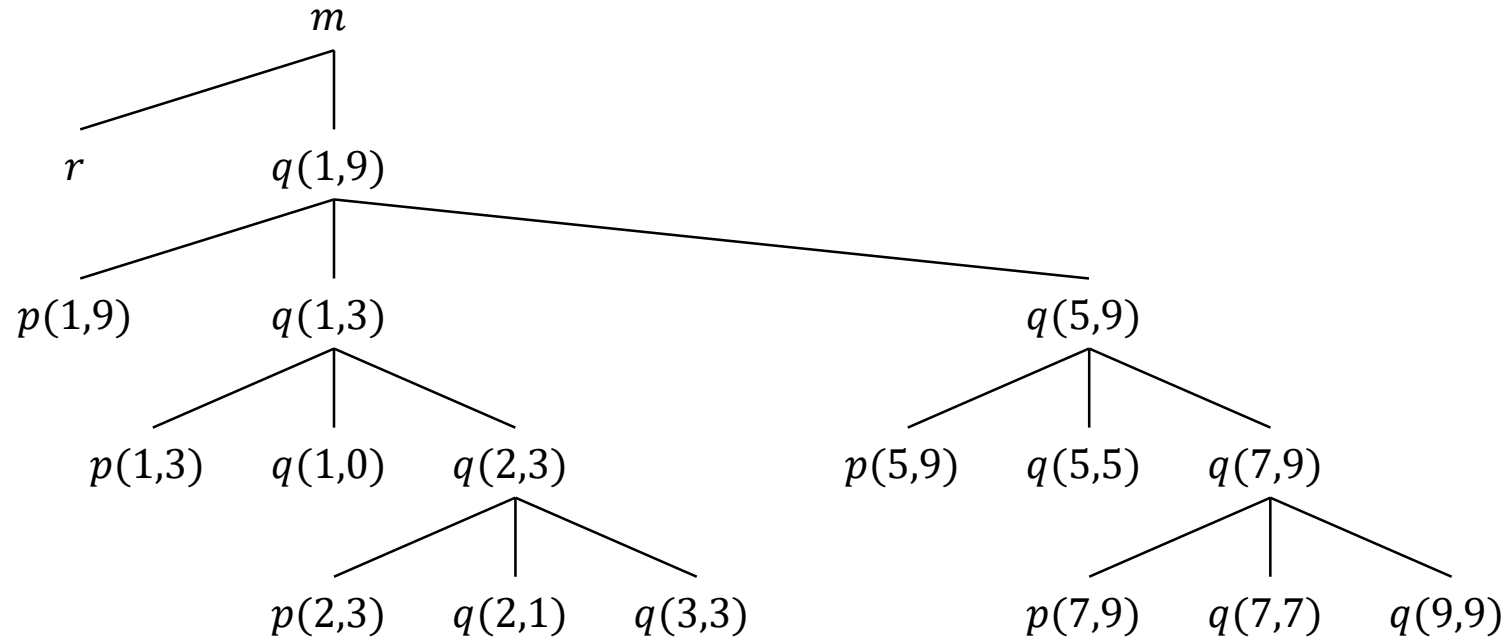 m
r q(1,9)
p(1,9) q(1,3) q(5,9)
p(1,3) q(1,0) q(2,3) p(5,9) q(5,5) q(7,9)
p(2,3) q(2,1) q(3,3) p(7,9) q(7,7) q(9,9)